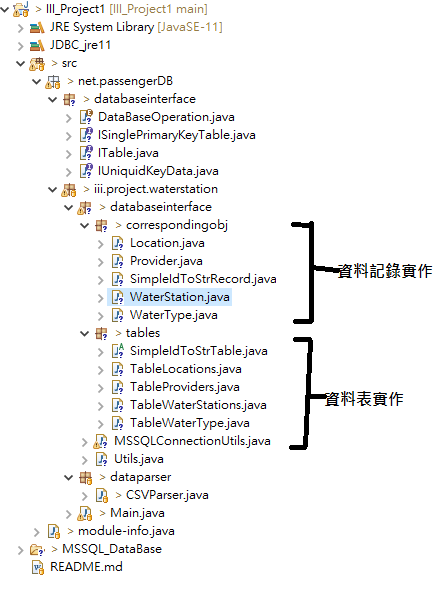 > III_Project1 [III_Project1 main]
JRE System Library [JavaSE-11]
JDBC_jre11
> src
> net.passengerDB
> databaseinterface
> DataBaseOperation.java
> ISinglePrimaryKeyTable.java
> ITable.java
> IUniquidKeyData.java
> iii.project.waterstation
> databaseinterface
> correspondingobj
> Location.java
> Provider.java
> SimpleIdToStrRecord.java
> WaterStation.java
> WaterType.java
資料記錄實作
> tables
> SimpleIdToStrTable.java
> TableLocations.java
> TableProviders.java
> TableWaterStations.java
> TableWaterType.java
資料表實作
> MSSQLConnectionUtils.java
> Utils.java
> dataparser
> CSVParser.java
> Main.java
> module-info.java
> MSSQL_DataBase
README.md